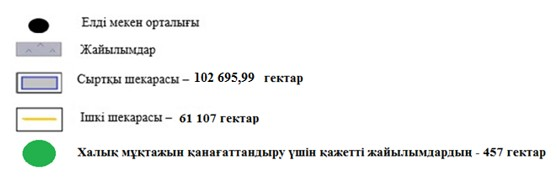 Елді мекен орталығы
Жайылымдар
Сыртқы шекарасы – 102 695,99 гектар
Ішкі шекарасы – 61 107 гектар
Халық мұқтажын қанағаттандыру үшін қажетті жайылымдардың - 457 гектар